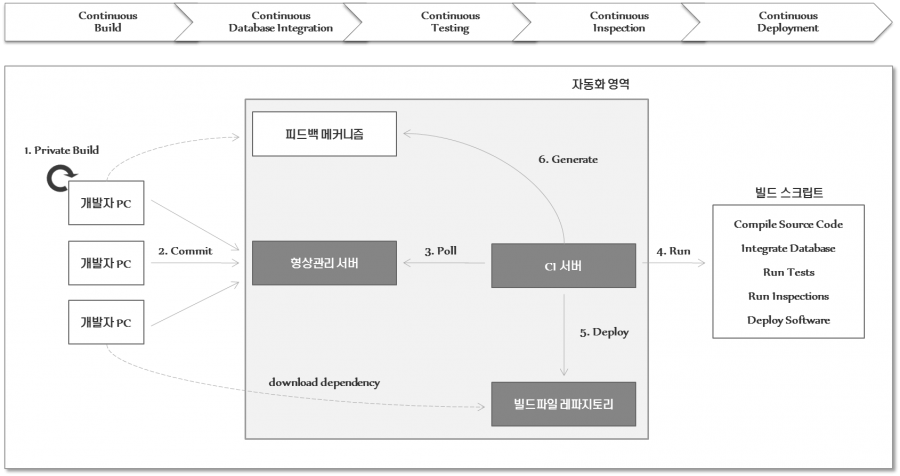 Continuous
Build
Continuous
Database Integration
Continuous
Testing
Continuous
Inspection
Continuous
Deployment
자동화 영역
피드백 메커니즘
1. Private Build
6. Generate
개발자 PC
빌드 스크립트
Compile Source Code
2. Commit
3. Poll
4. Run
Integrate Database
개발자 PC
형상관리 서버
CI 서버
Run Tests
Run Inspections
개발자 PC
5. Deploy
Deploy Software
download dependency
빌드파일 레파지토리